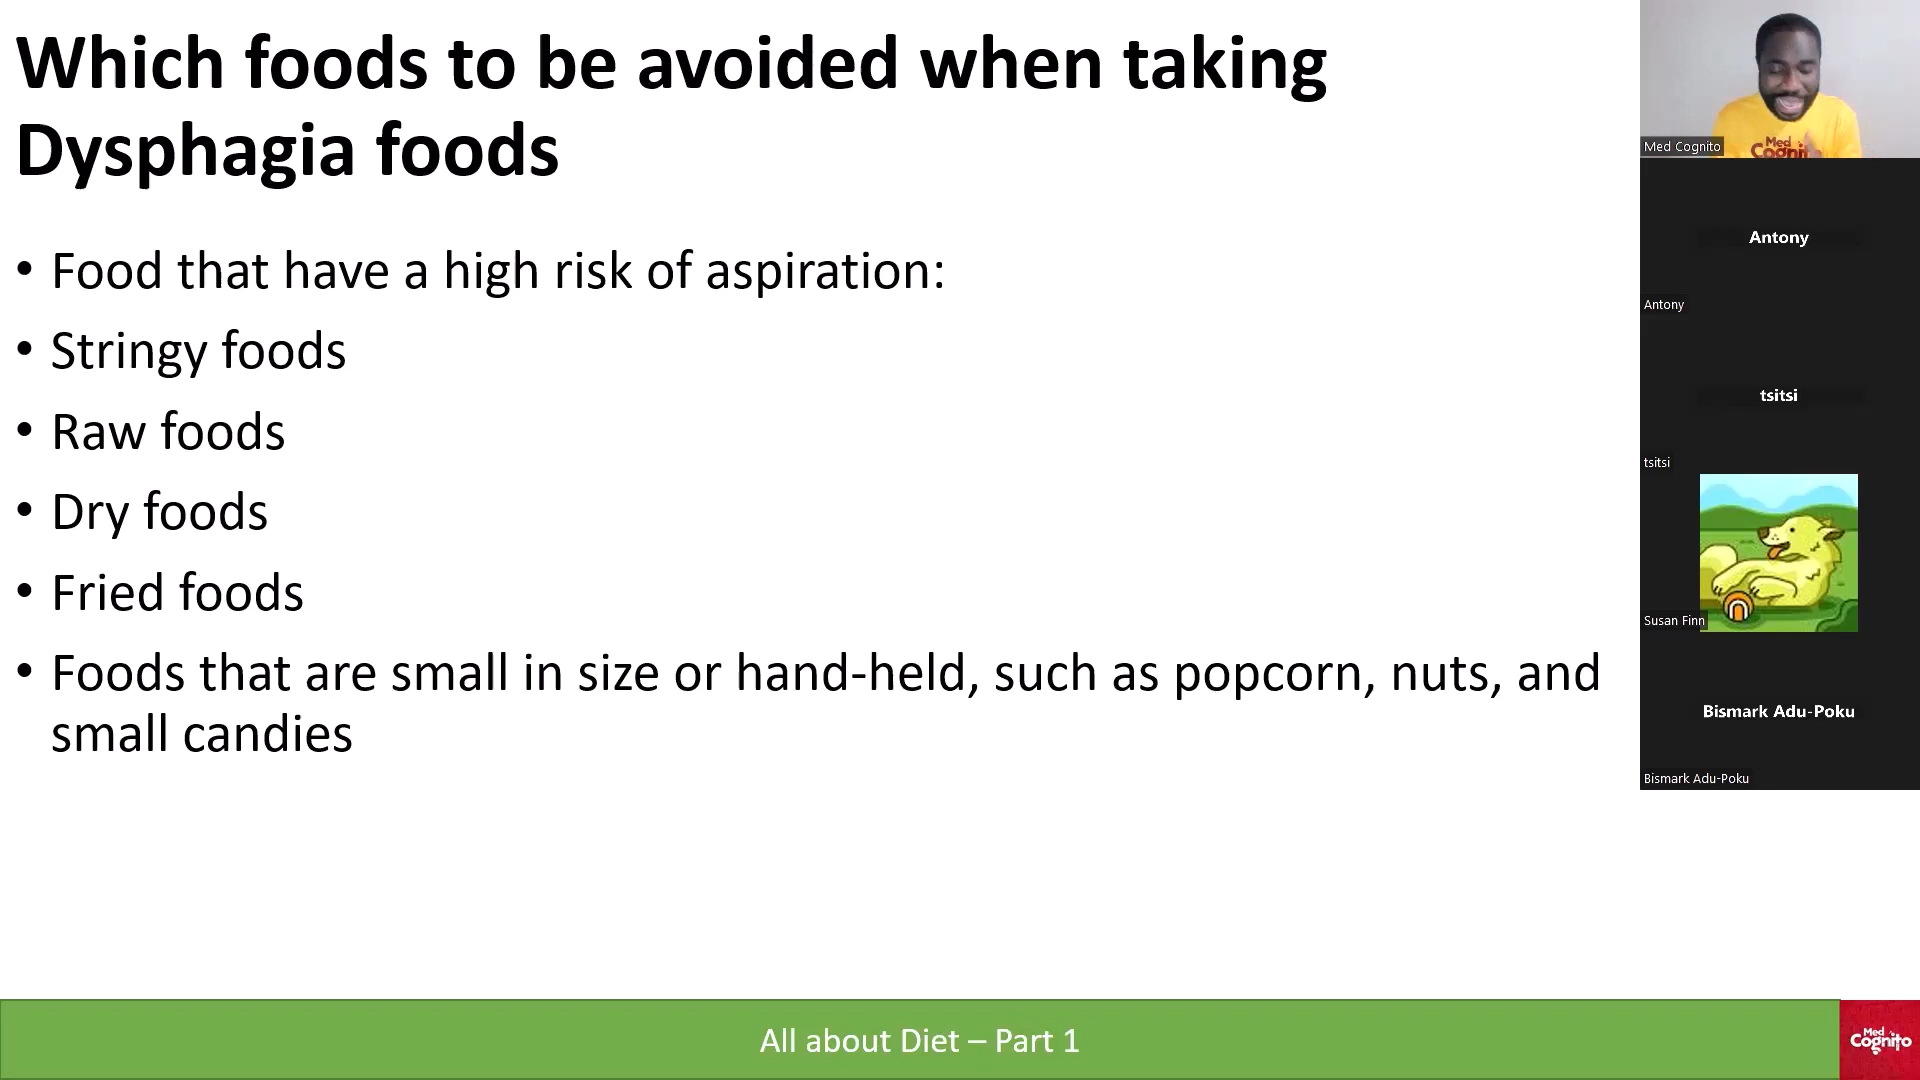 Which foods to be avoided when taking
Dysphagia foods
• Food that have a high risk of aspiration:
• Stringy foods
• Raw foods
• Dry foods
• Fried foods
• Foods that are small in size or hand-held, such as popcorn, nuts, and
small candies
All about Diet – Part 1
Med
Cognito
Med
Cognito
Med Cognito
Antony
Antony
tsitsi
tsitsi
Susan Finn
Bismark Adu-Poku
Bismark Adu-Poku